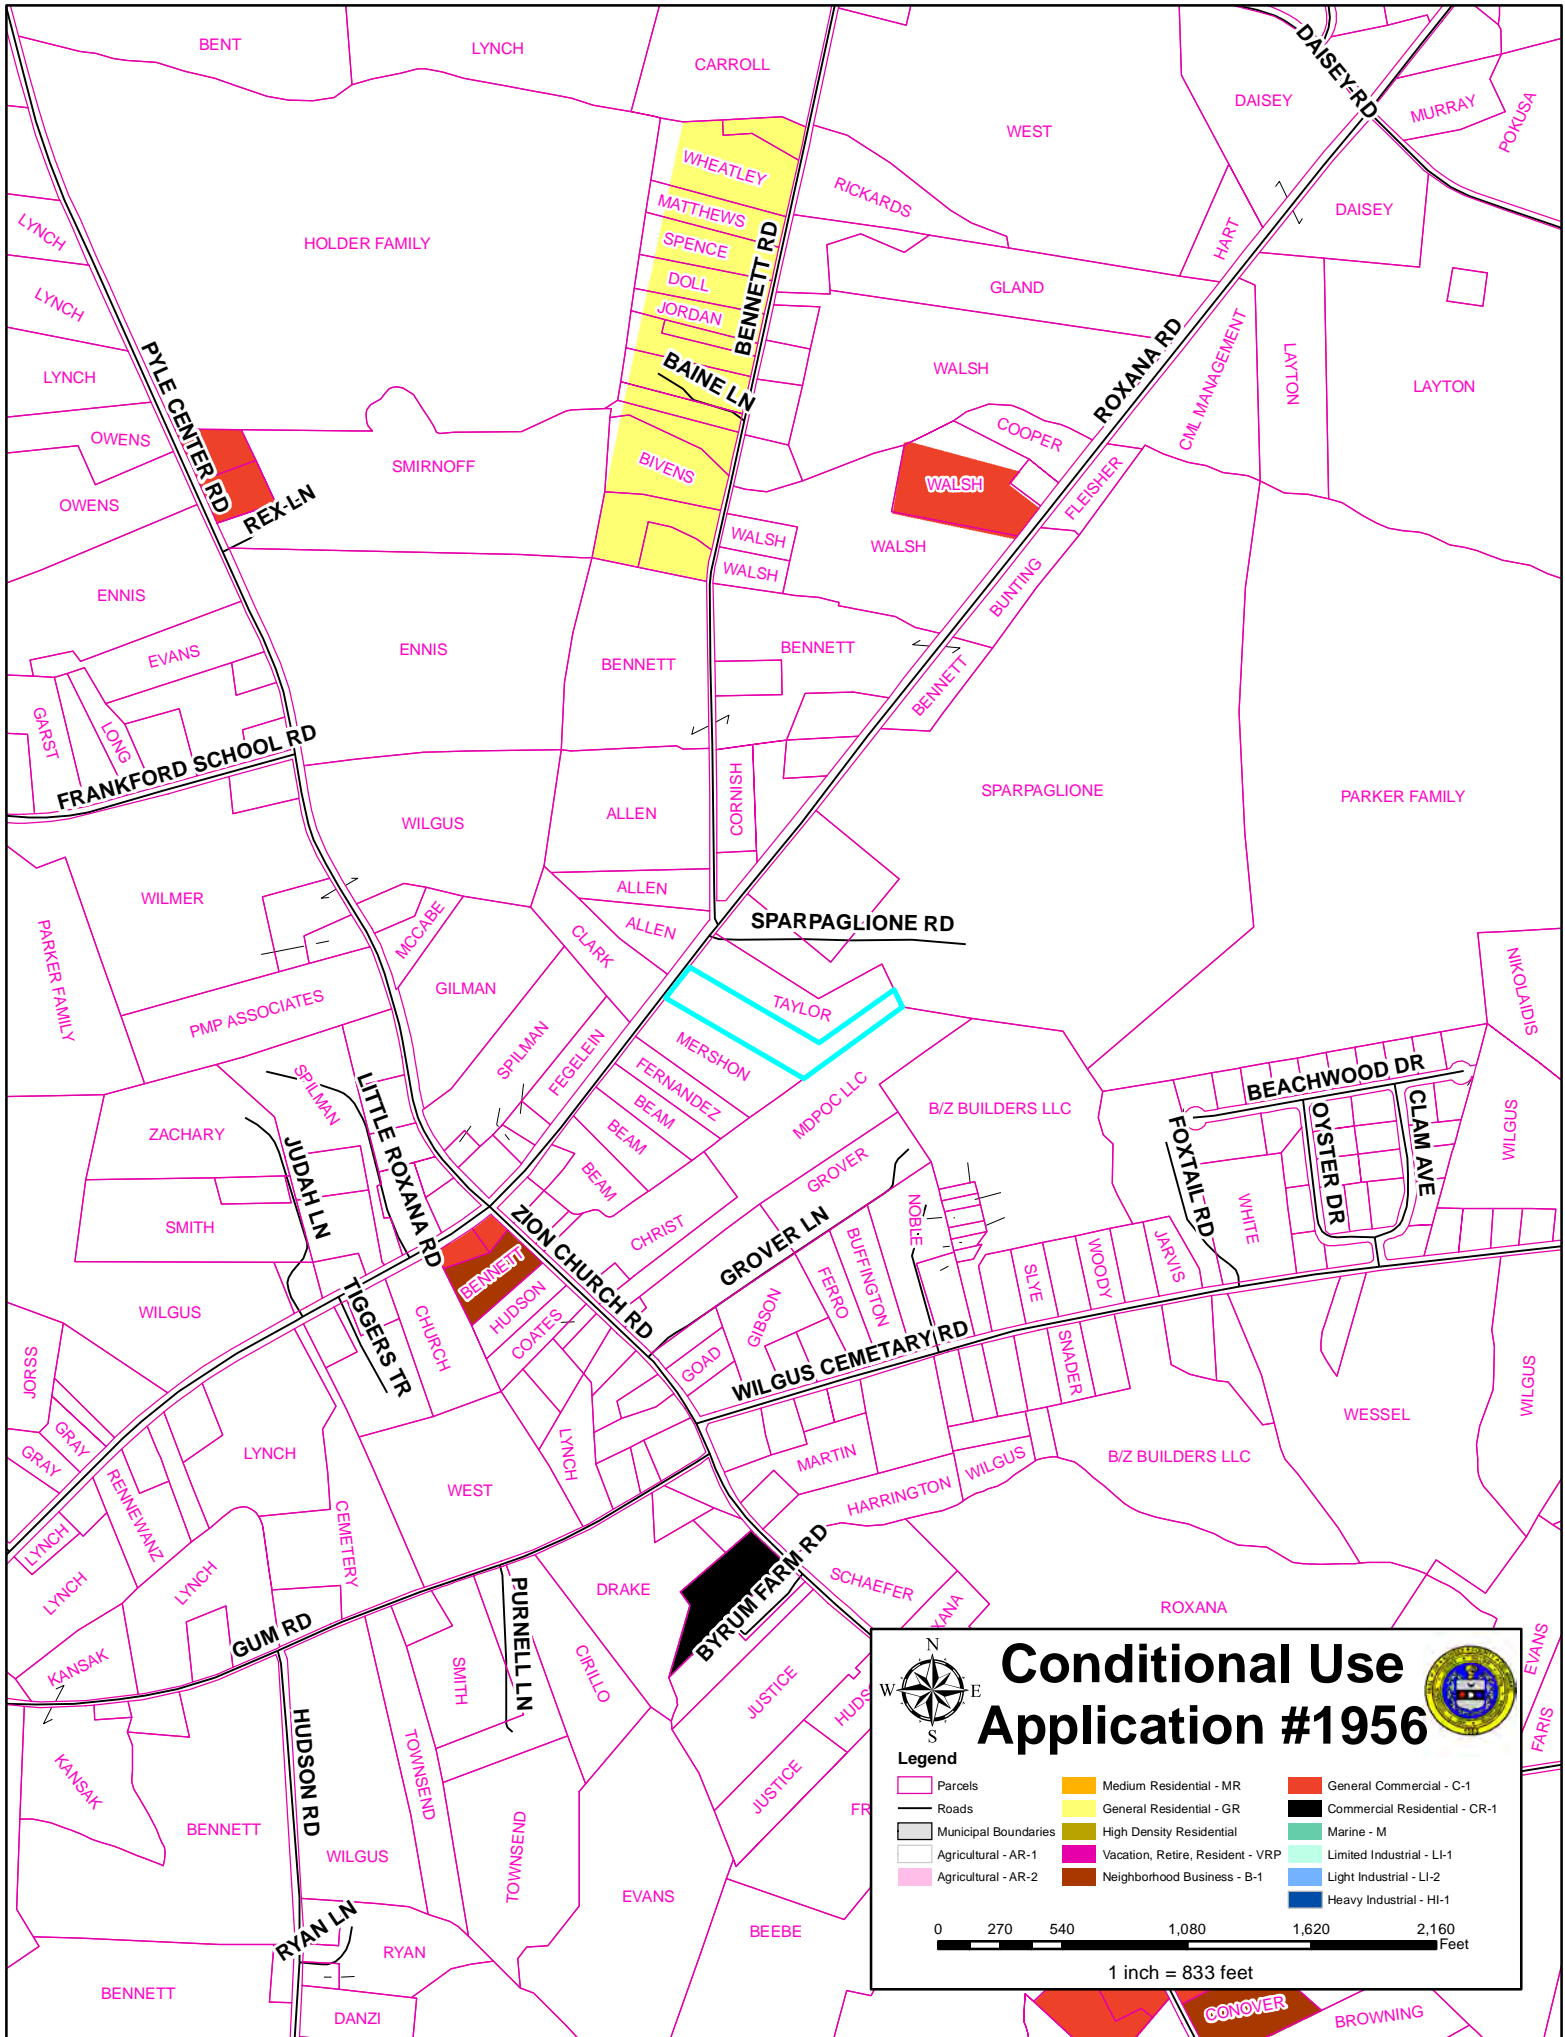 BENT
LYNCH
CARROLL
DAISEY RD
DAISEY
MURRAY
POKUSA
WEST
WHEATLEY
RICKARDS
MATTHEWS
LYNCH
HOLDER FAMILY
SPENCE
BENNETT RD
HART
DAISEY
DOLL
GLAND
LYNCH
JORDAN
PYLE CENTER RD
BAINE LN
WALSH
ROXANA RD
CML MANAGEMENT
LAYTON
LAYTON
LYNCH
OWENS
COOPER
SMIRNOFF
BIVENS
WALSH
FLEISHER
OWENS
REX LN
WALSH
WALSH
WALSH
BUNTING
ENNIS
EVANS
ENNIS
BENNETT
BENNETT
BENNETT
GARST
LONG
FRANKFORD SCHOOL RD
CORNISH
SPARPAGLIONE
PARKER FAMILY
WILGUS
ALLEN
WILMER
ALLEN
MCCABE
CLARK
ALLEN
SPARPAGLIONE RD
PARKER FAMILY
NIKOLAIDIS
GILMAN
PMP ASSOCIATES
TAYLOR
SPILMAN
FEGELEIN
MERSHON
SPILMAN
LITTLE ROXANA RD
FERNANDEZ
MDPOC LLC
B/Z BUILDERS LLC
BEACHWOOD DR
BEAM
ZACHARY
JUDAH LN
BEAM
FOXTAIL RD
OYSTER DR
CLAM AVE
WILGUS
BEAM
GROVER
NOBLE
SMITH
ZION CHURCH RD
CHRIST
GROVER LN
WHITE
BENNETT
BUFFINGTON
JARVIS
WOODY
SLYE
FERRO
HUDSON
WILGUS
TIGGERS TR
CHURCH
COATES
GIBSON
GOAD
WILGUS CEMETARY RD
SNADER
JORSS
WILGUS
GRAY
GRAY
LYNCH
WESSEL
LYNCH
MARTIN
WILGUS
B/Z BUILDERS LLC
RENNEWANZ
WEST
HARRINGTON
CEMETERY
LYNCH
LYNCH
LYNCH
BYRUM FARM RD
SCHAEFER
DRAKE
PURNELL LN
ROXANA
XANA
GUM RD
KANSAK
CIRILLO
SMITH
JUSTICE
HUDS
EVANS
FARIS
HUDSON RD
KANSAK
TOWNSEND
JUSTICE
FR
BENNETT
WILGUS
TOWNSEND
EVANS
BEEBE
RYAN LN
RYAN
BENNETT
DANZI
CONOVER
BROWNING
N
W
E
S
Conditional Use
Application #1956
Legend
Parcels
Roads
Municipal Boundaries
Agricultural - AR-1
Agricultural - AR-2
Medium Residential - MR
General Residential - GR
High Density Residential
Vacation, Retire, Resident - VRP
Neighborhood Business - B-1
General Commercial - C-1
Commercial Residential - CR-1
Marine - M
Limited Industrial - LI-1
Light Industrial - LI-2
Heavy Industrial - HI-1
0 270 540 1,080 1,620 2,160
Feet
1 inch = 833 feet